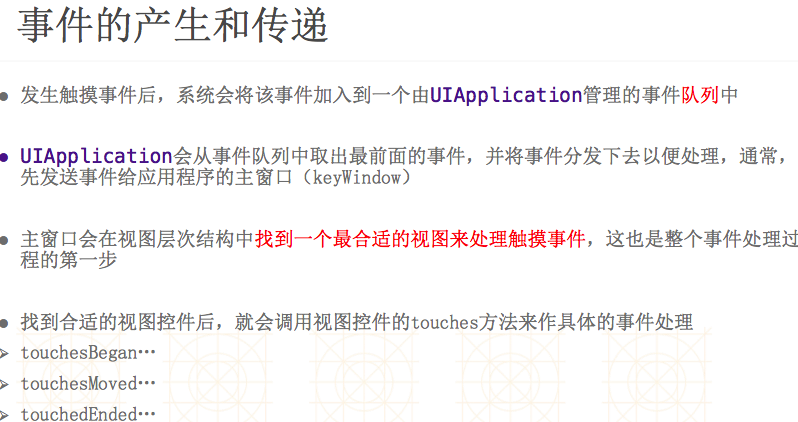 事件的产生和传递
发生触摸事件后，系统会将该事件加入到一个由UIApplication管理的事件队列中
UIApplication会从事件队列中取出最前面的事件，并将事件分发下去以便处理，通常，
先发送事件给应用程序的主窗口（keyWindow）
主窗口会在视图层次结构中找到一个最合适的视图来处理触摸事件，这也是整个事件处理过
程的第一步
找到合适的视图控件后，就会调用视图控件的touches方法来作具体的事件处理
touchesBegan…
touchesMoved…
touchedEnded…